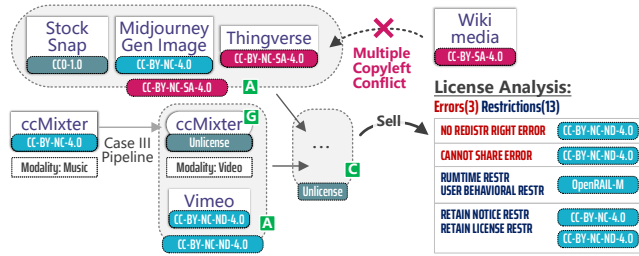 Stock
Snap
CC0-1.0
Midjourney
Gen Image
CC-BY-NC-4.0
Thingverse
CC-BY-NC-SA-4.0
CC-BY-NC-SA-4.0
A
Multiple
Copyleft
Conflict
Wiki
media
CC-BY-SA-4.0
ccMixter
CC-BY-NC-4.0
Modality: Music
Case III
Pipeline
G
ccMixter
Unlicense
Modality: Video
Vimeo
CC-BY-NC-ND-4.0
A
CC-BY-NC-ND-4.0
...
C
Unlicense
Sell
License Analysis:
Errors(3) Restrictions(13)
NO REDISTR RIGHT ERROR CC-BY-NC-ND-4.0
CANNOT SHARE ERROR CC-BY-NC-ND-4.0
RUMTIME RESTR
USER BEHAVIORAL RESTR
OpenRAIL-M
RETAIN NOTICE RESTR
RETAIN LICENSE RESTR
CC-BY-NC-4.0
CC-BY-NC-ND-4.0